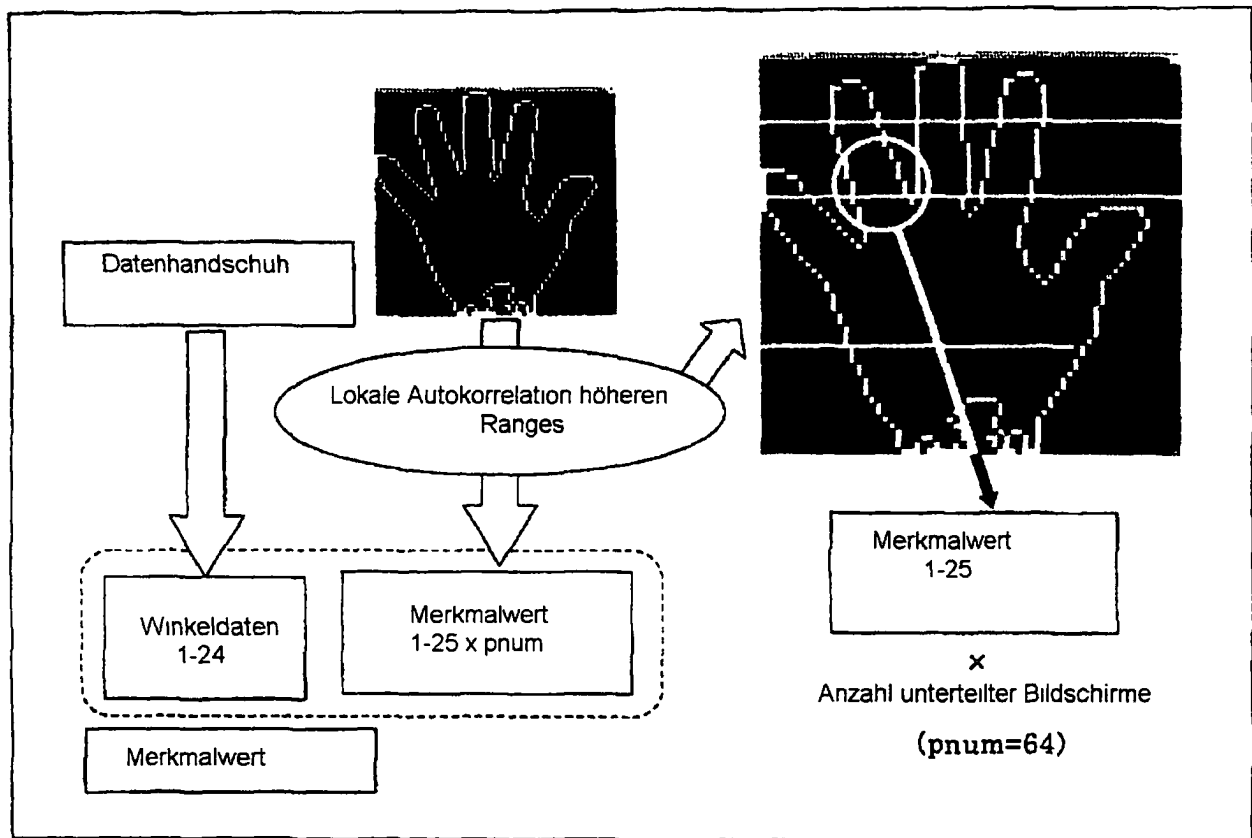 Datenhandschuh
Lokale Autokorrelation höheren
Ranges
Winkeldaten
1-24
Merkmalwert
1-25 x pnum
Merkmalwert
Merkmalwert
1-25
×
Anzahl unterteilter Bildschirme
(pnum=64)